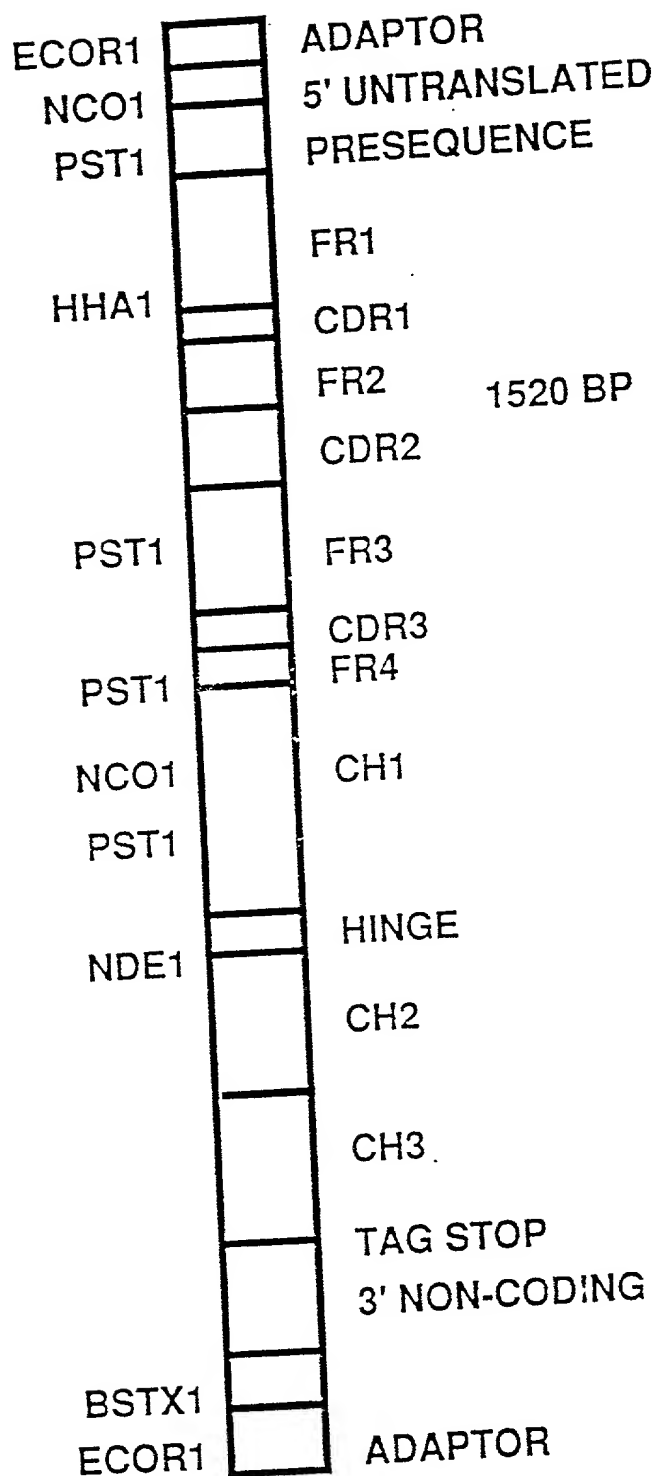 ECOR1 ADAPTOR
5' UNTRANSLATED
NCO1
PRESEQUENCE
PST1
FR1
HHA1
CDR1
FR2 1520 BP
CDR2
PST1 FR3
CDR3
FR4
PST1
NCO1 CH1
PST1
HINGE
NDE1
CH2
CH3
TAG STOP
3' NON-CODING
BSTX1
ECOR1 ADAPTOR